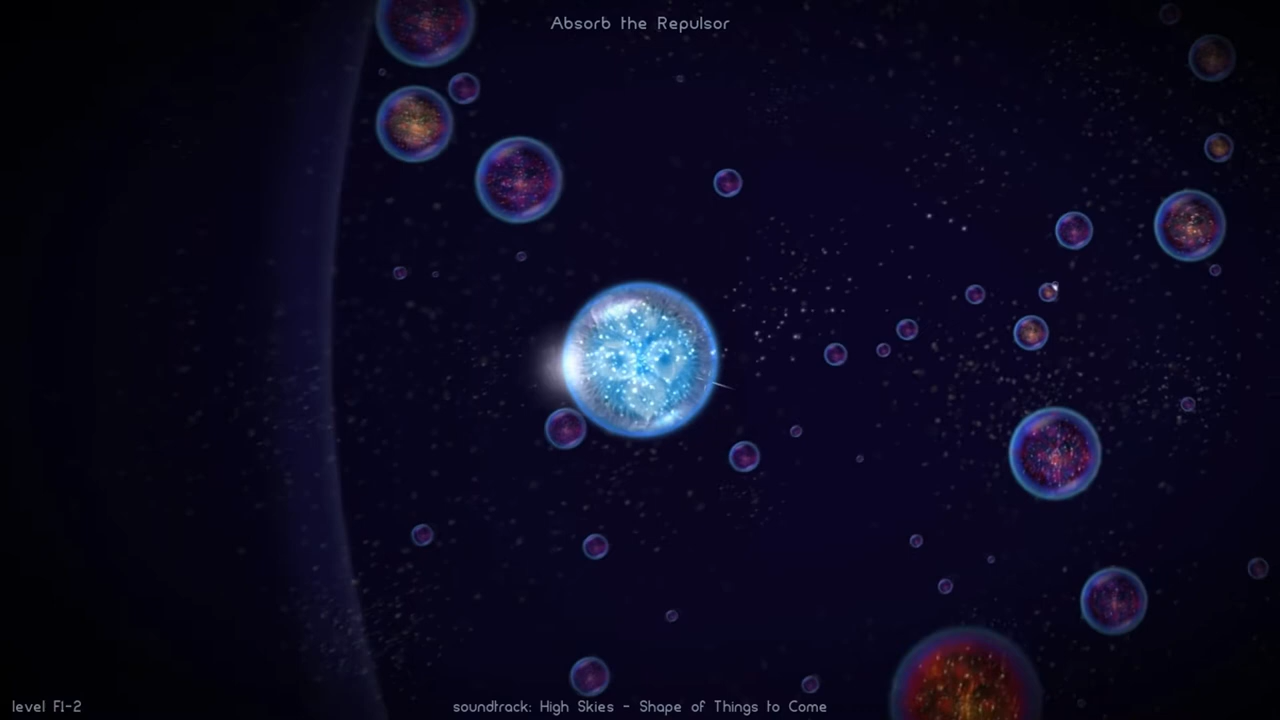 Absorb the Repulsor
level F1-2
soundtrack: High Skies - Shape of Things to Come